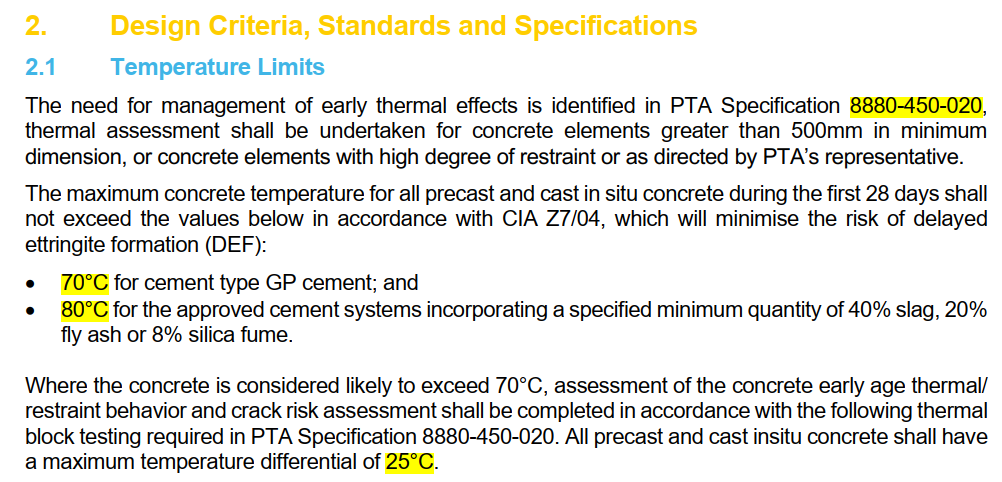 2. Design Criteria, Standards and Specifications
2.1 Temperature Limits
The need for management of early thermal effects is identified in PTA Specification 8880-450-020,
thermal assessment shall be undertaken for concrete elements greater than 500mm in minimum
dimension, or concrete elements with high degree of restraint or as directed by PTA's representative.
The maximum concrete temperature for all precast and cast in situ concrete during the first 28 days shall
not exceed the values below in accordance with CIA Z7/04, which will minimise the risk of delayed
ettringite formation (DEF):
• 70°C for cement type GP cement; and
• 80°C for the approved cement systems incorporating a specified minimum quantity of 40% slag, 20%
fly ash or 8% silica fume.
Where the concrete is considered likely to exceed 70°C, assessment of the concrete early age thermal/
restraint behavior and crack risk assessment shall be completed in accordance with the following thermal
block testing required in PTA Specification 8880-450-020. All precast and cast insitu concrete shall have
a maximum temperature differential of 25°C.